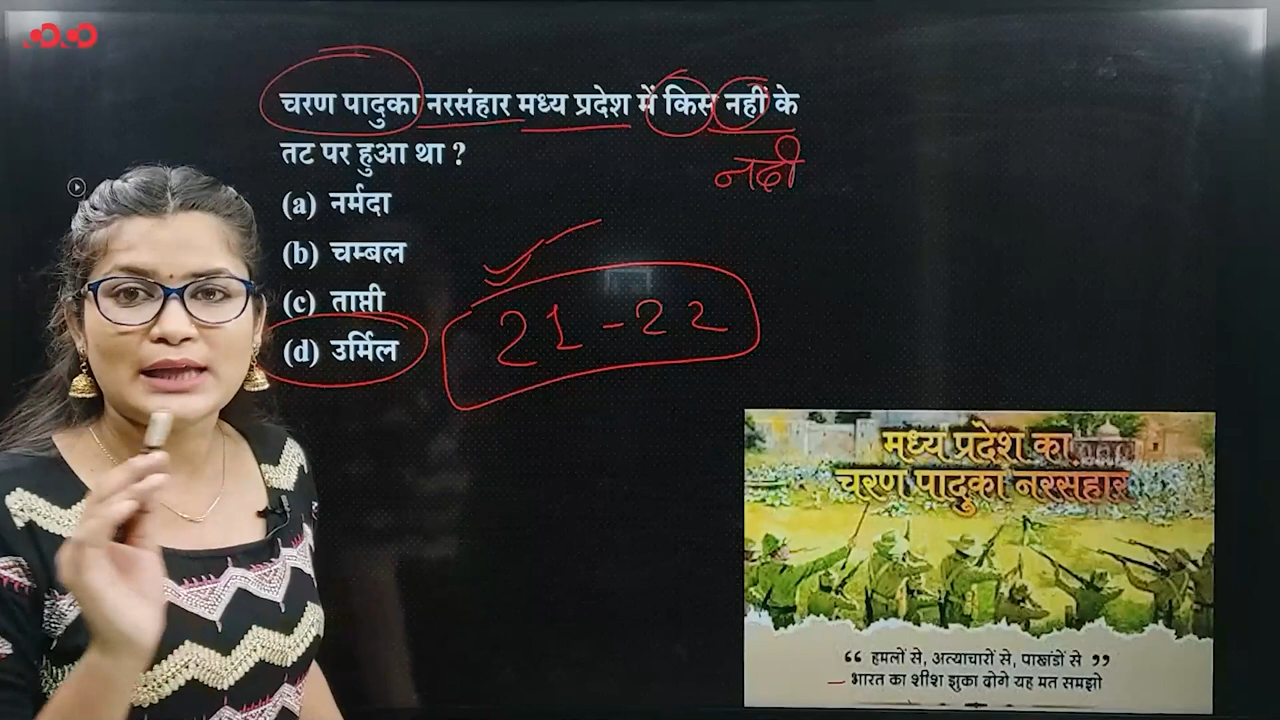 चरण पादुका नरसंहार मध्य प्रदेश में किस नहीं के
नदी
तट पर हुआ था ?
(a) नर्मदा
(b) चम्बल
(c) ताप्ती
(d) उर्मिल
21-22
मध्य प्रदेश का
चरण पादुका नरसंहार
“ हमलों से, अत्याचारों से, पाखंडों से ”
भारत का शीश झुका दोगे यह मत समझो